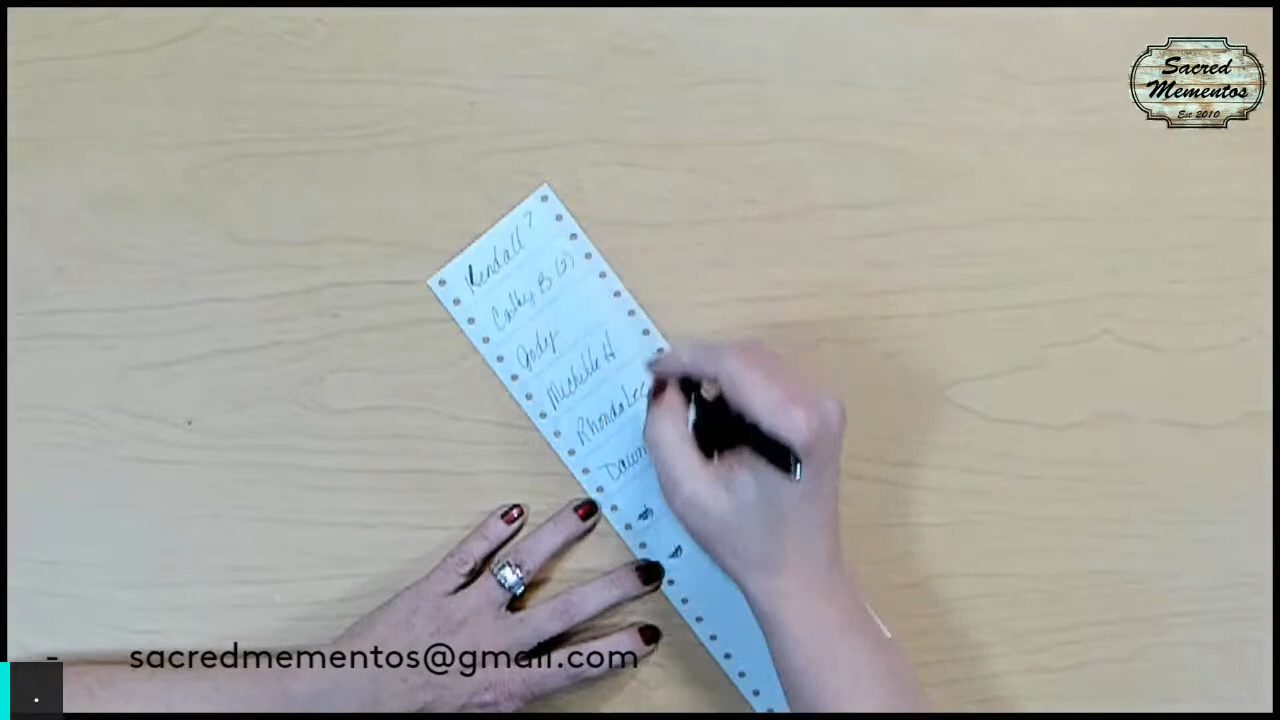 Sacred
Mementos
Est 2010
Kendall?
Cathy B (2)
Jody
Michelle H
Rhonda Lee
Dawn
sacredmementos@gmail.com